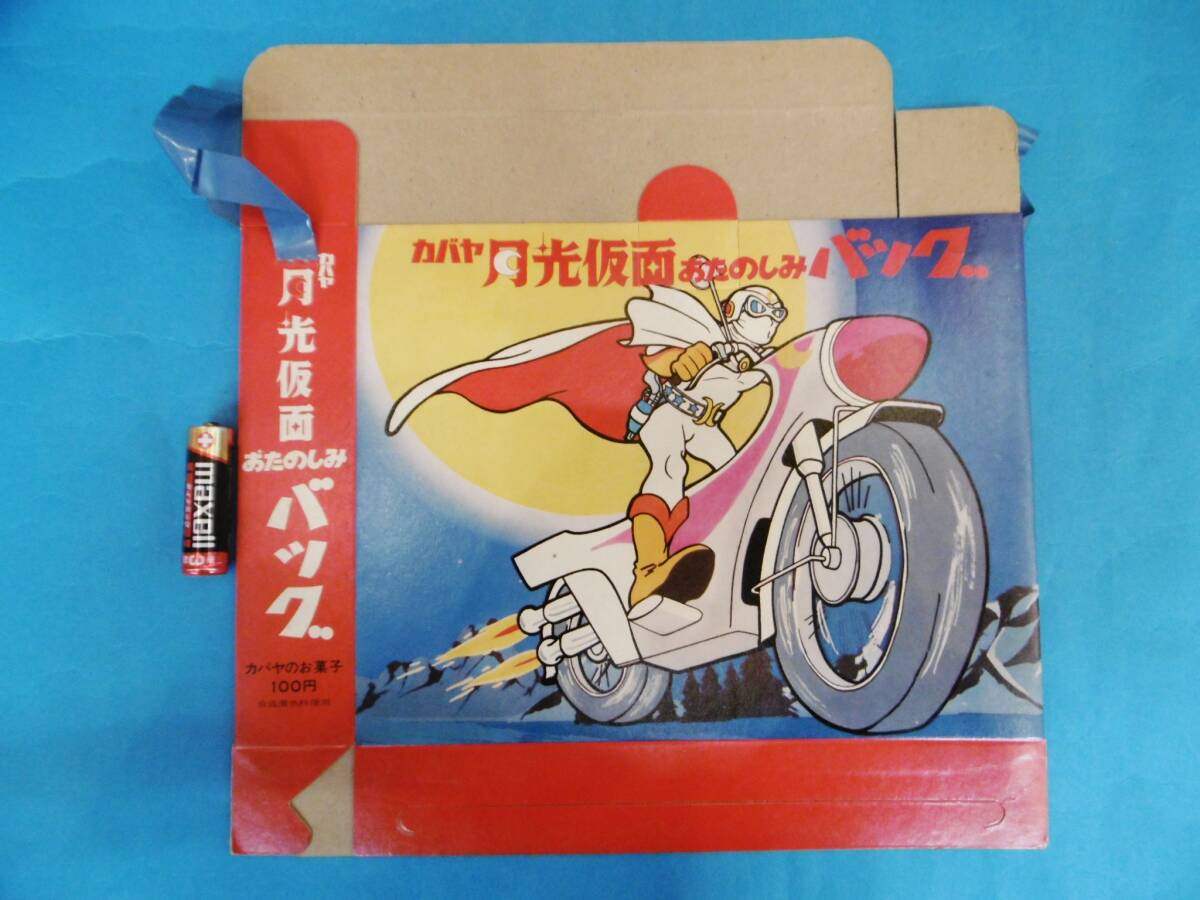 カバヤ 月光仮面 おたのしみ バック
カバヤ
月光仮面
おたのしみ
バック
カバヤのお菓子
100円
maxell